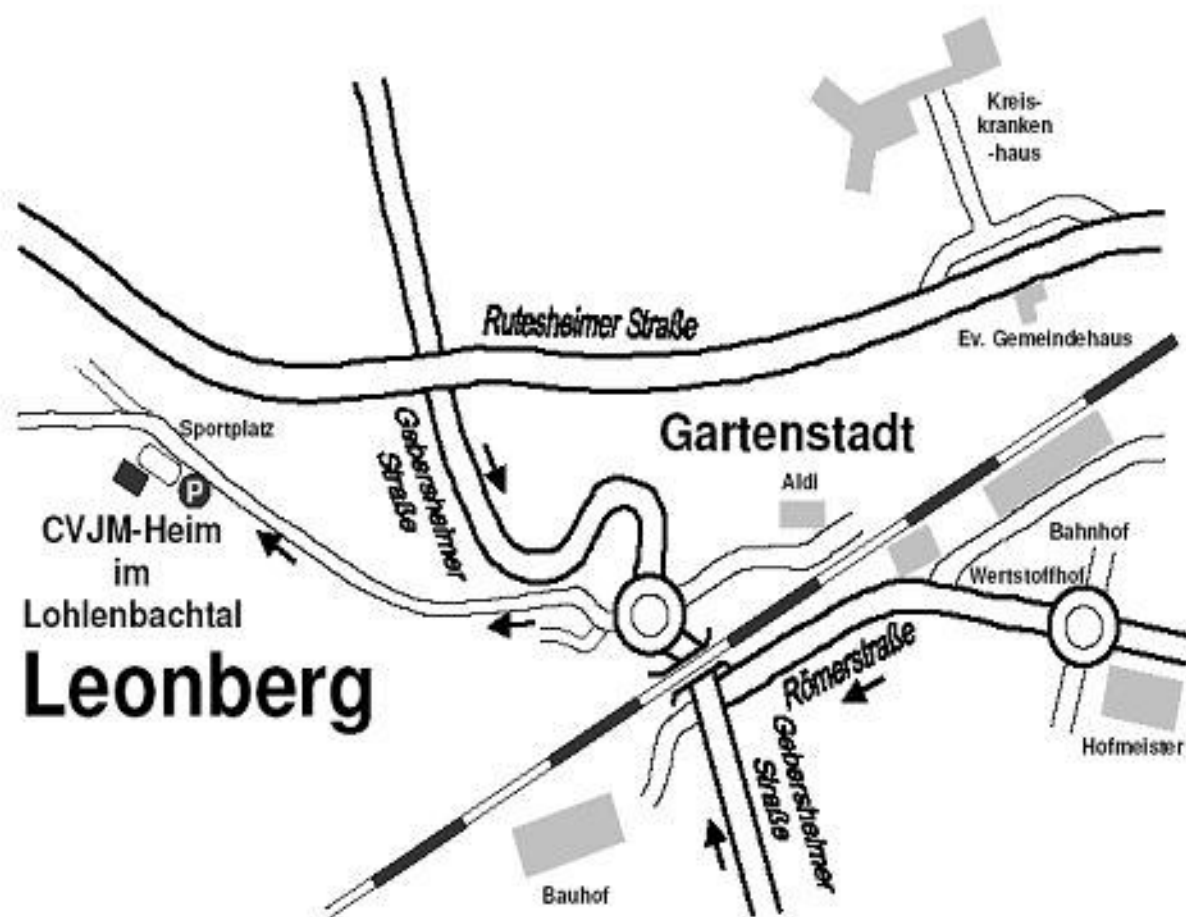 Kreis-
kranken
-haus
Rutesheimer Straße
Ev. Gemeindehaus
Gebersheimer
Straße
Sportplatz
Gartenstadt
Aldi
P
CVJM-Heim
im
Lohlenbachtal
Bahnhof
Wertstoffhof
Leonberg
Römerstraße
Hofmeister
Gebersheimer
Straße
Bauhof